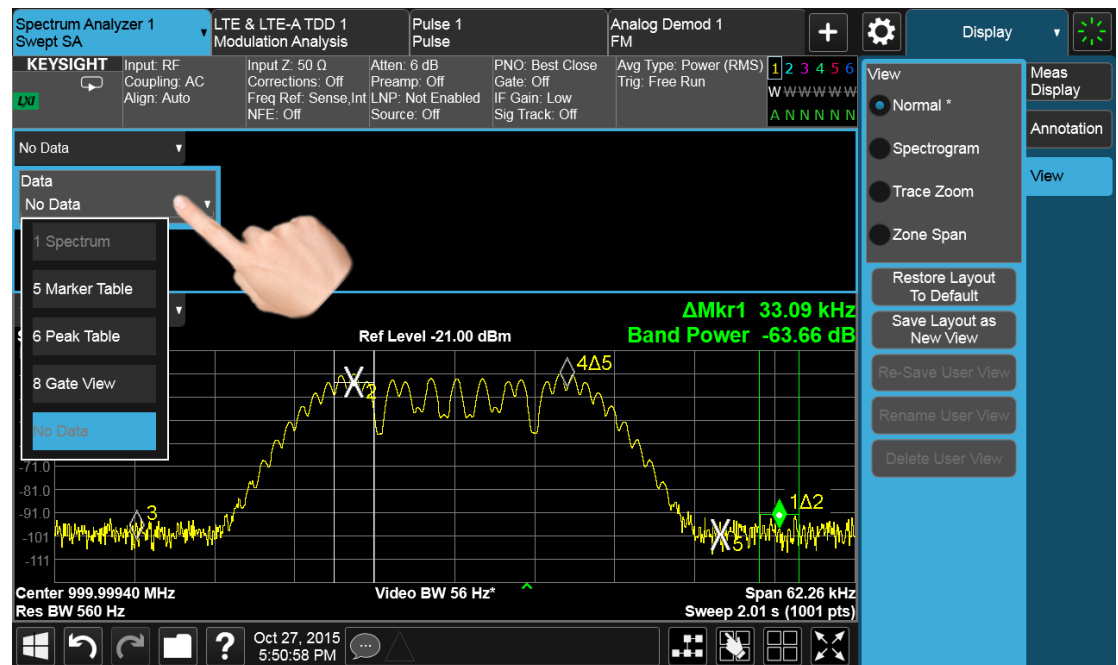 Spectrum Analyzer 1
Swept SA
LTE & LTE-A TDD 1
Modulation Analysis
Pulse 1
Pulse
Analog Demod 1
FM
+
Display
KEYSIGHT
LXI
Input: RF
Coupling: AC
Align: Auto
Input Z: 50 Ω
Corrections: Off
Freq Ref: Sense,Int
NFE: Off
Atten: 6 dB
Preamp: Off
LNP: Not Enabled
Source: Off
PNO: Best Close
Gate: Off
IF Gain: Low
Sig Track: Off
Avg Type: Power (RMS)
Trig: Free Run
1 2 3 4 5 6
W W W W W W
A N N N N N
No Data
Data
No Data
1 Spectrum
5 Marker Table
6 Peak Table
8 Gate View
No Data
ΔMkr1 33.09 kHz
Ref Level -21.00 dBm
Band Power -63.66 dB
2
4Δ5
3
5
1Δ2
-71.0
-81.0
-91.0
-101
-111
Center 999.99940 MHz
Res BW 560 Hz
Video BW 56 Hz*
Span 62.26 kHz
Sweep 2.01 s (1001 pts)
View
Normal *
Spectrogram
Trace Zoom
Zone Span
Restore Layout
To Default
Save Layout as
New View
Re-Save User View
Rename User View
Delete User View
Meas
Display
Annotation
View
?
Oct 27, 2015
5:50:58 PM